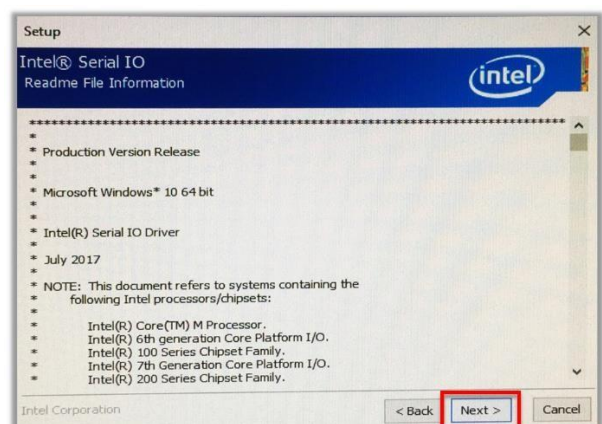 Setup
Intel® Serial IO
Readme File Information
intel
******************************************************************************
*
* Production Version Release
*
*
* Microsoft Windows* 10 64 bit
*
*
* Intel(R) Serial IO Driver
*
* July 2017
*
* NOTE: This document refers to systems containing the
* following Intel processors/chipsets:
*
* Intel(R) Core(TM) M Processor.
* Intel(R) 6th generation Core Platform I/O.
* Intel(R) 100 Series Chipset Family.
* Intel(R) 7th Generation Core Platform I/O.
* Intel(R) 200 Series Chipset Family.
Intel Corporation
< Back
Next >
Cancel